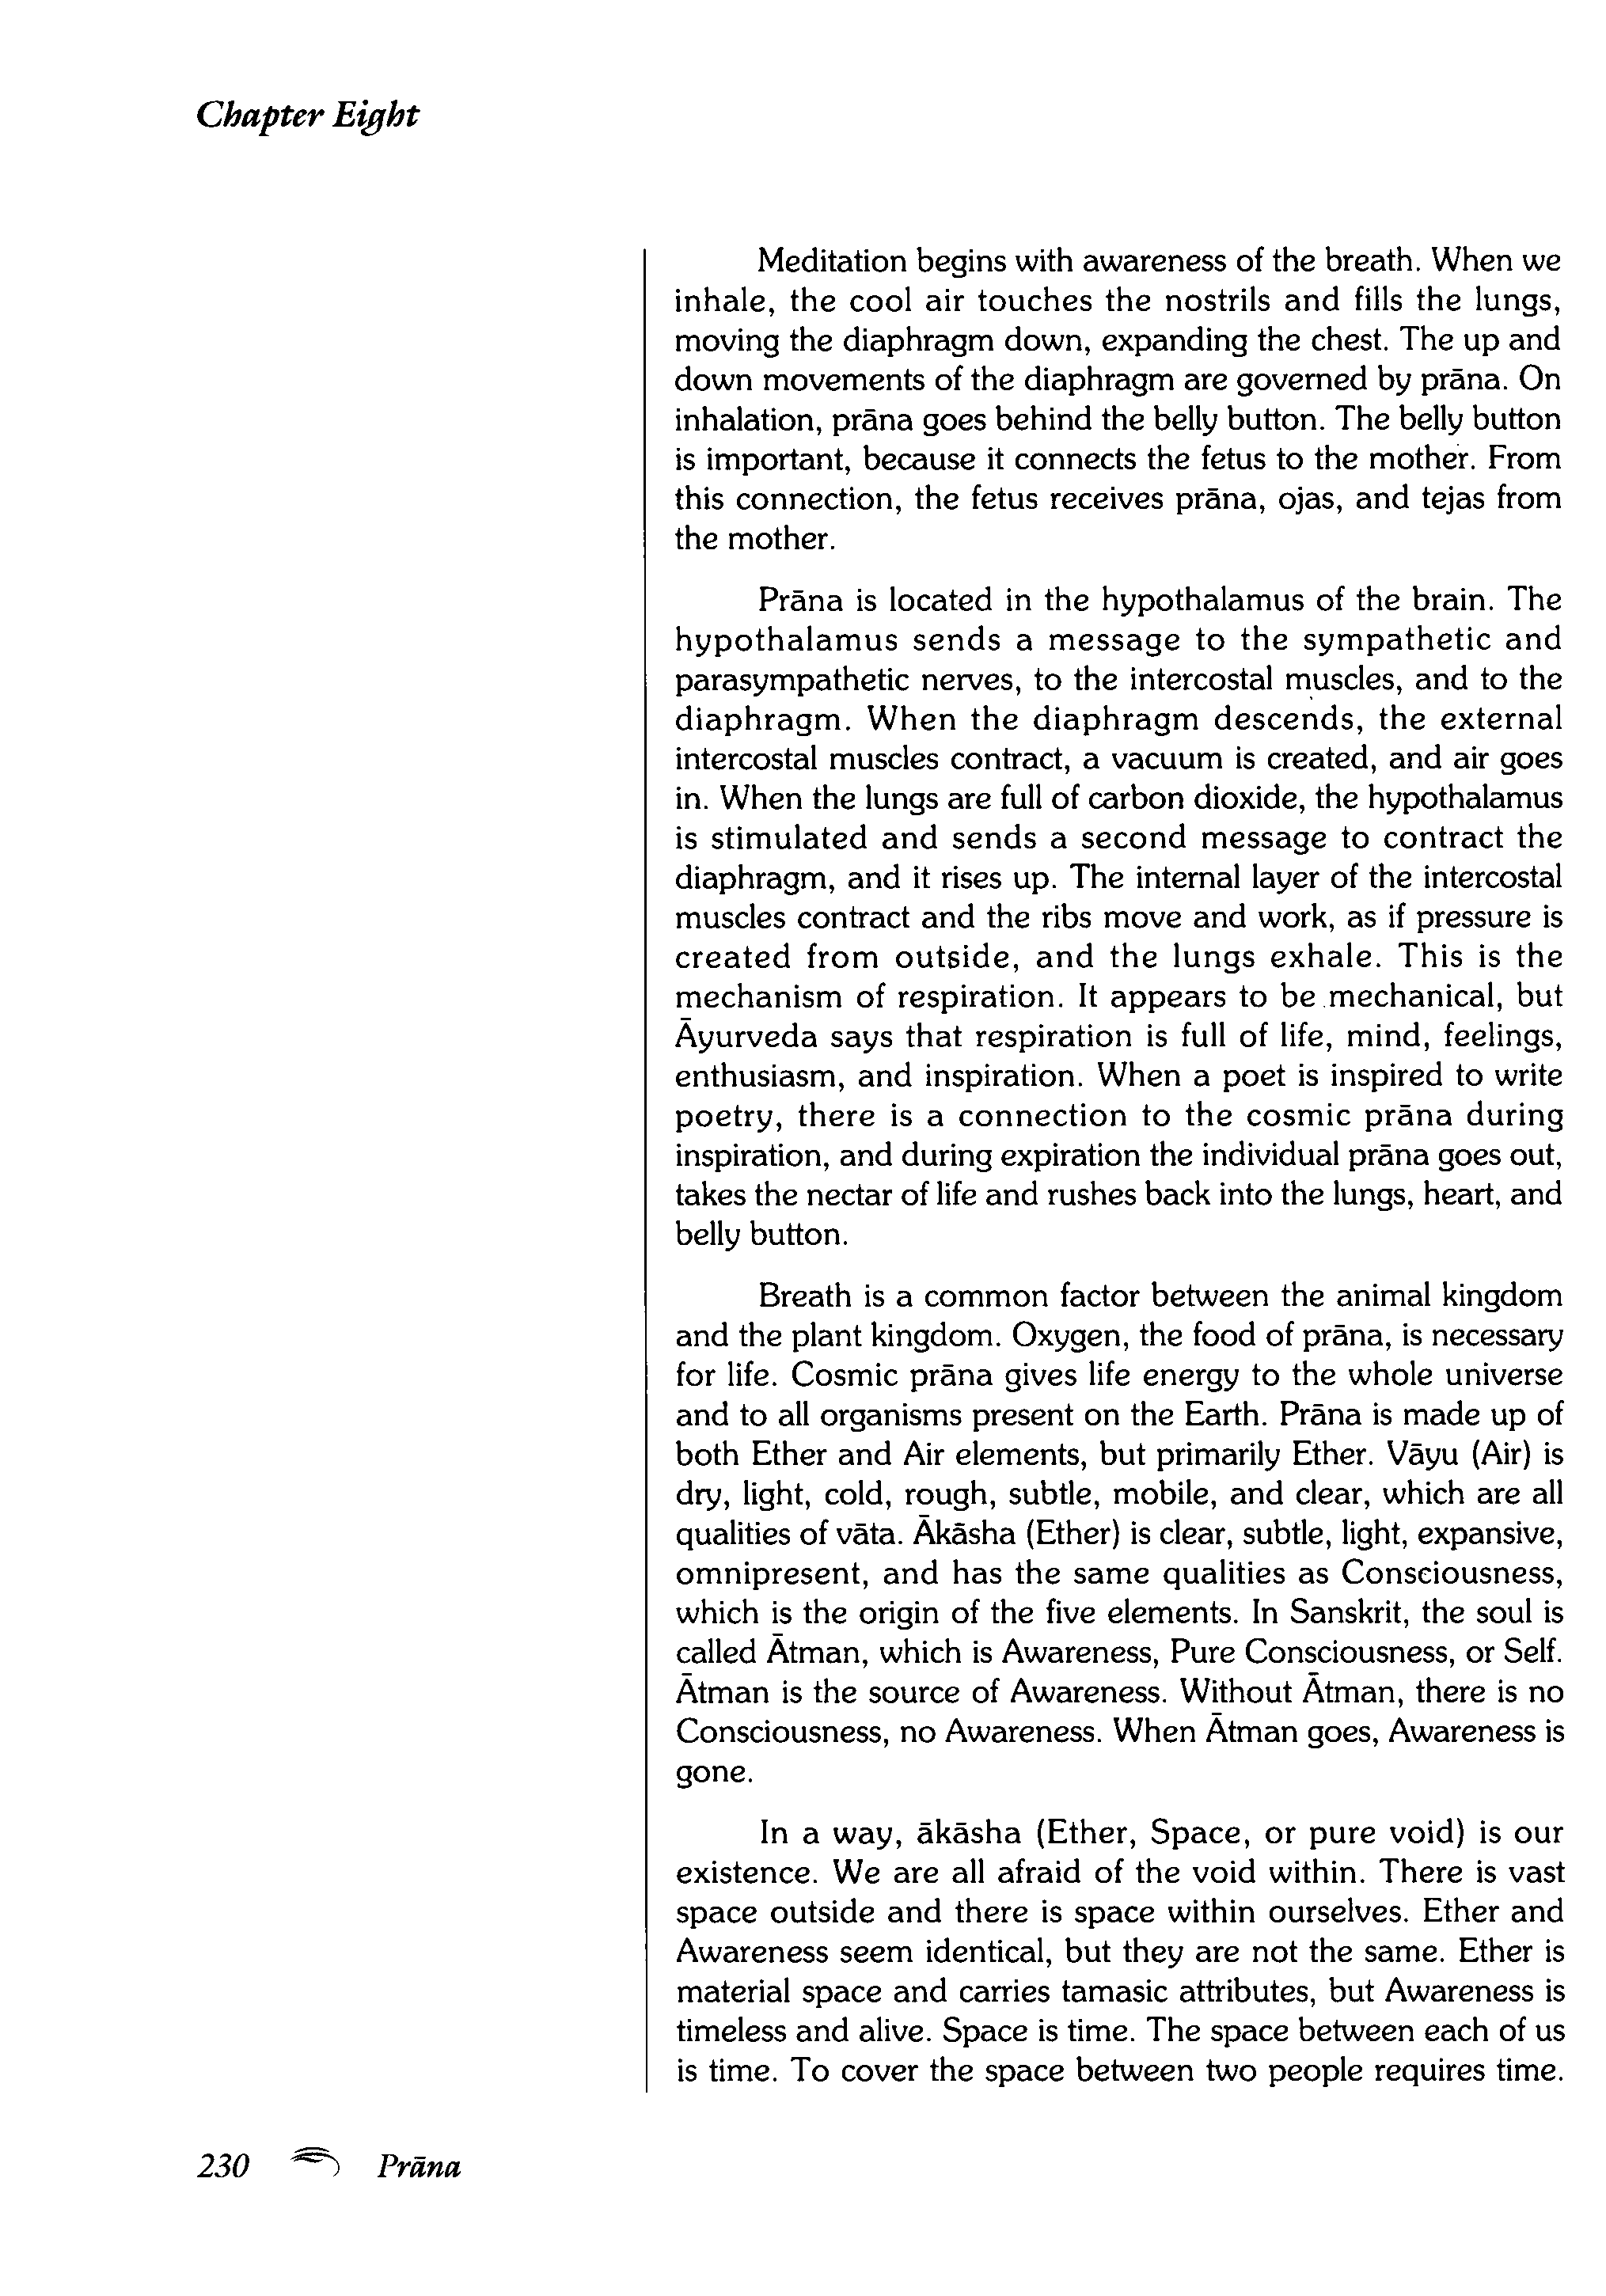 Chapter Eight
Meditation begins with awareness of the breath. When we
inhale, the cool air touches the nostrils and fills the lungs,
moving the diaphragm down, expanding the chest. The up and
down movements of the diaphragm are governed by prāna. On
inhalation, prāna goes behind the belly button. The belly button
is important, because it connects the fetus to the mother. From
this connection, the fetus receives prāna, ojas, and tejas from
the mother.
Prāna is located in the hypothalamus of the brain. The
hypothalamus sends a message to the sympathetic and
parasympathetic nerves, to the intercostal muscles, and to the
diaphragm. When the diaphragm descends, the external
intercostal muscles contract, a vacuum is created, and air goes
in. When the lungs are full of carbon dioxide, the hypothalamus
is stimulated and sends a second message to contract the
diaphragm, and it rises up. The internal layer of the intercostal
muscles contract and the ribs move and work, as if pressure is
created from outside, and the lungs exhale. This is the
mechanism of respiration. It appears to be mechanical, but
Āyurveda says that respiration is full of life, mind, feelings,
enthusiasm, and inspiration. When a poet is inspired to write
poetry, there is a connection to the cosmic prāna during
inspiration, and during expiration the individual prāna goes out,
takes the nectar of life and rushes back into the lungs, heart, and
belly button.
Breath is a common factor between the animal kingdom
and the plant kingdom. Oxygen, the food of prāna, is necessary
for life. Cosmic prāna gives life energy to the whole universe
and to all organisms present on the Earth. Prāna is made up of
both Ether and Air elements, but primarily Ether. Vāyu (Air) is
dry, light, cold, rough, subtle, mobile, and clear, which are all
qualities of vāta. Ākāsha (Ether) is clear, subtle, light, expansive,
omnipresent, and has the same qualities as Consciousness,
which is the origin of the five elements. In Sanskrit, the soul is
called Ātman, which is Awareness, Pure Consciousness, or Self.
Ātman is the source of Awareness. Without Ātman, there is no
Consciousness, no Awareness. When Ātman goes, Awareness is
gone.
In a way, ākāsha (Ether, Space, or pure void) is our
existence. We are all afraid of the void within. There is vast
space outside and there is space within ourselves. Ether and
Awareness seem identical, but they are not the same. Ether is
material space and carries tamasic attributes, but Awareness is
timeless and alive. Space is time. The space between each of us
is time. To cover the space between two people requires time.
230 Prāna